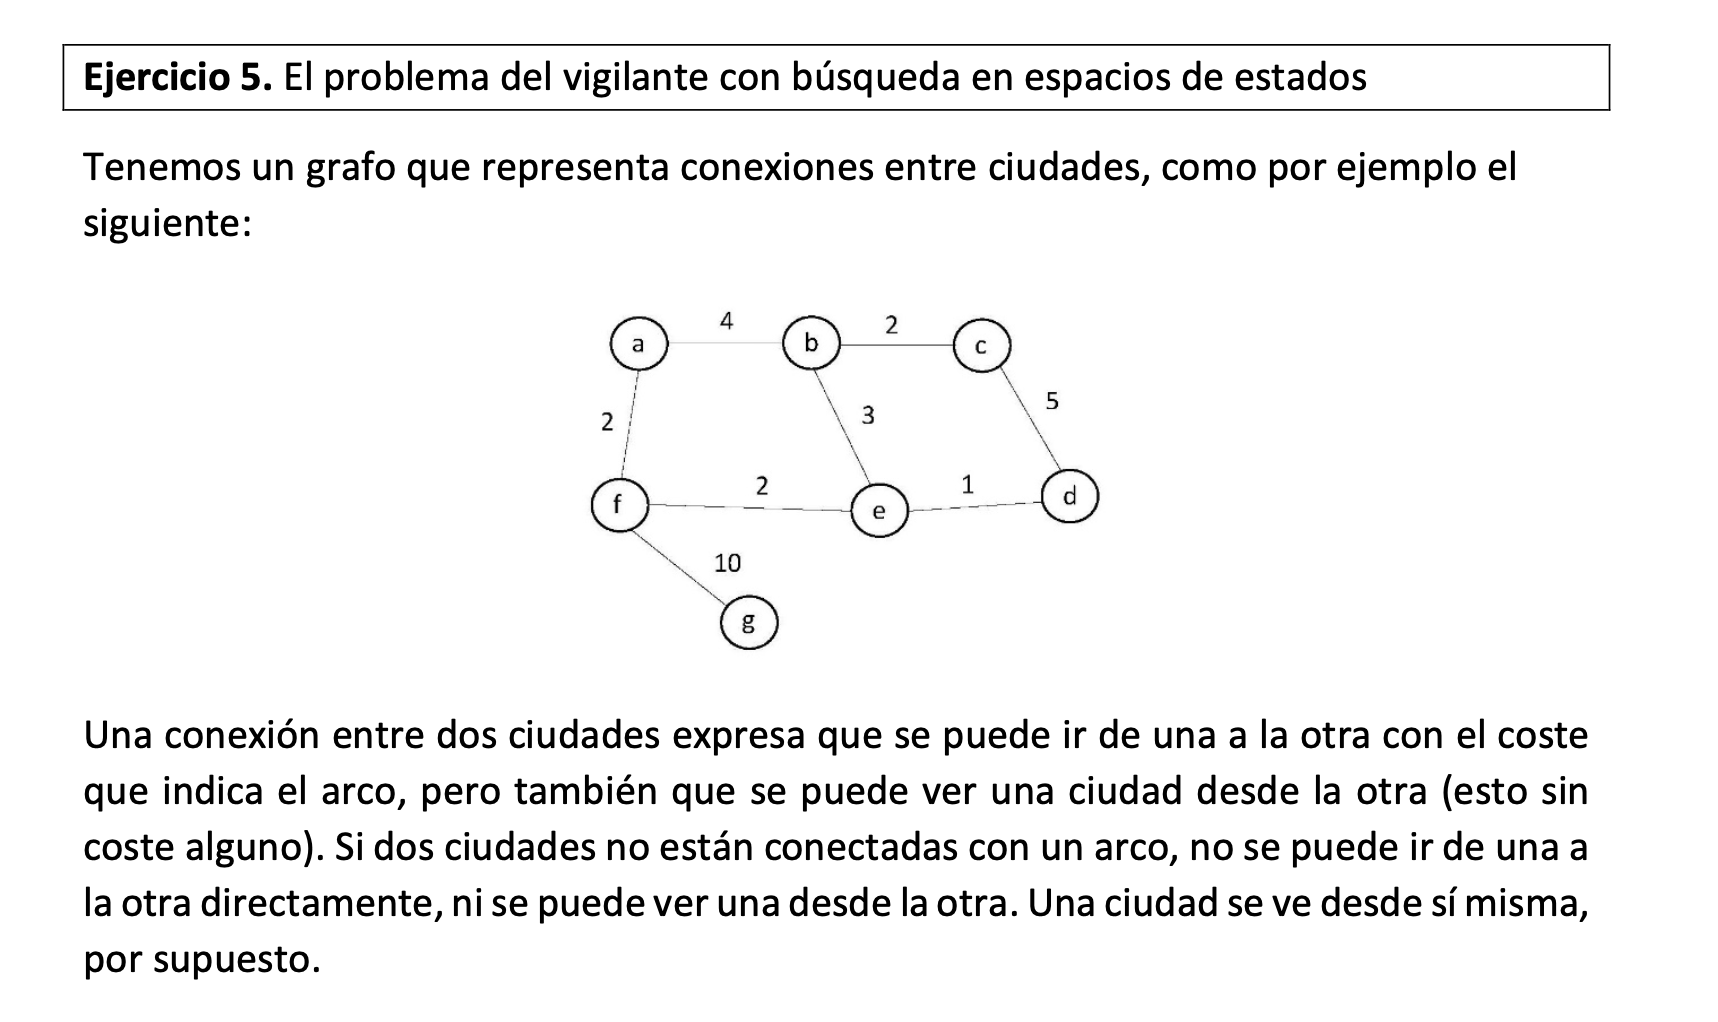 Ejercicio 5. El problema del vigilante con búsqueda en espacios de estados
Tenemos un grafo que representa conexiones entre ciudades, como por ejemplo el
siguiente:
a 4 b 2 c
2 3 5
f 2 e 1 d
10
g
Una conexión entre dos ciudades expresa que se puede ir de una a la otra con el coste
que indica el arco, pero también que se puede ver una ciudad desde la otra (esto sin
coste alguno). Si dos ciudades no están conectadas con un arco, no se puede ir de una a
la otra directamente, ni se puede ver una desde la otra. Una ciudad se ve desde sí misma,
por supuesto.